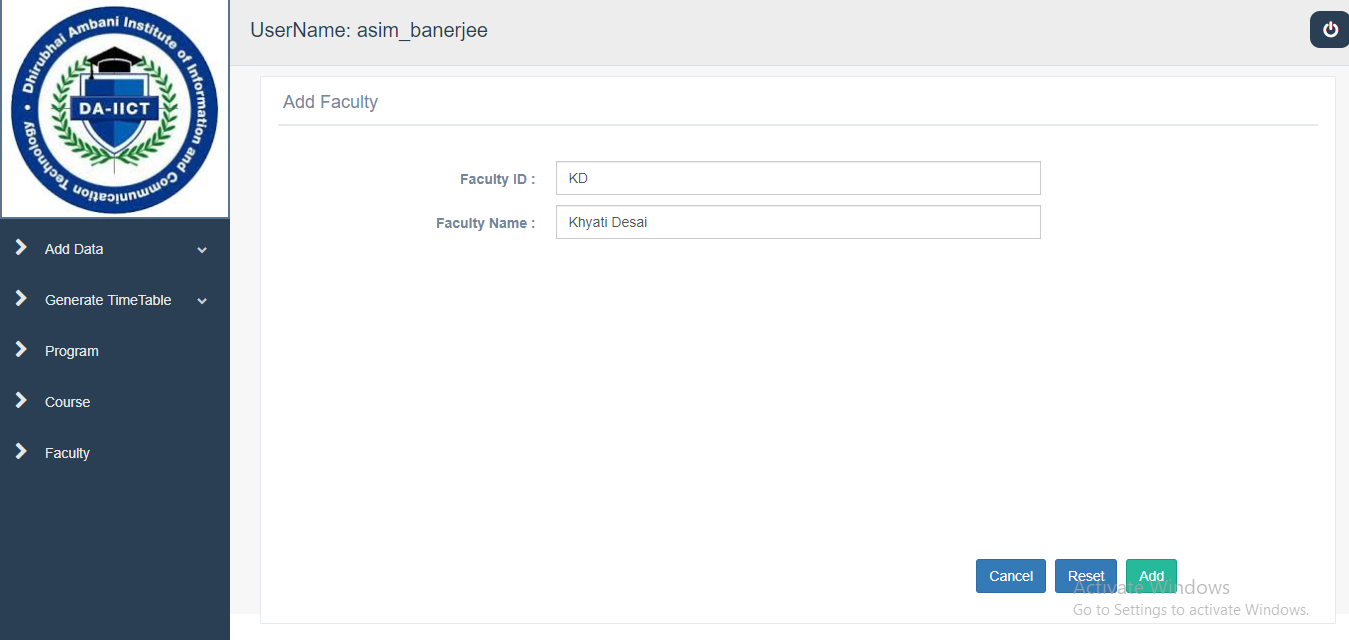 Dhirubhai Ambani Institute of Information and Communication Technology
DA-IICT
UserName: asim_banerjee
Add Data
Generate TimeTable
Program
Course
Faculty
Add Faculty
Faculty ID : KD
Faculty Name : Khyati Desai
Cancel Reset Add
Activate Windows
Go to Settings to activate Windows.